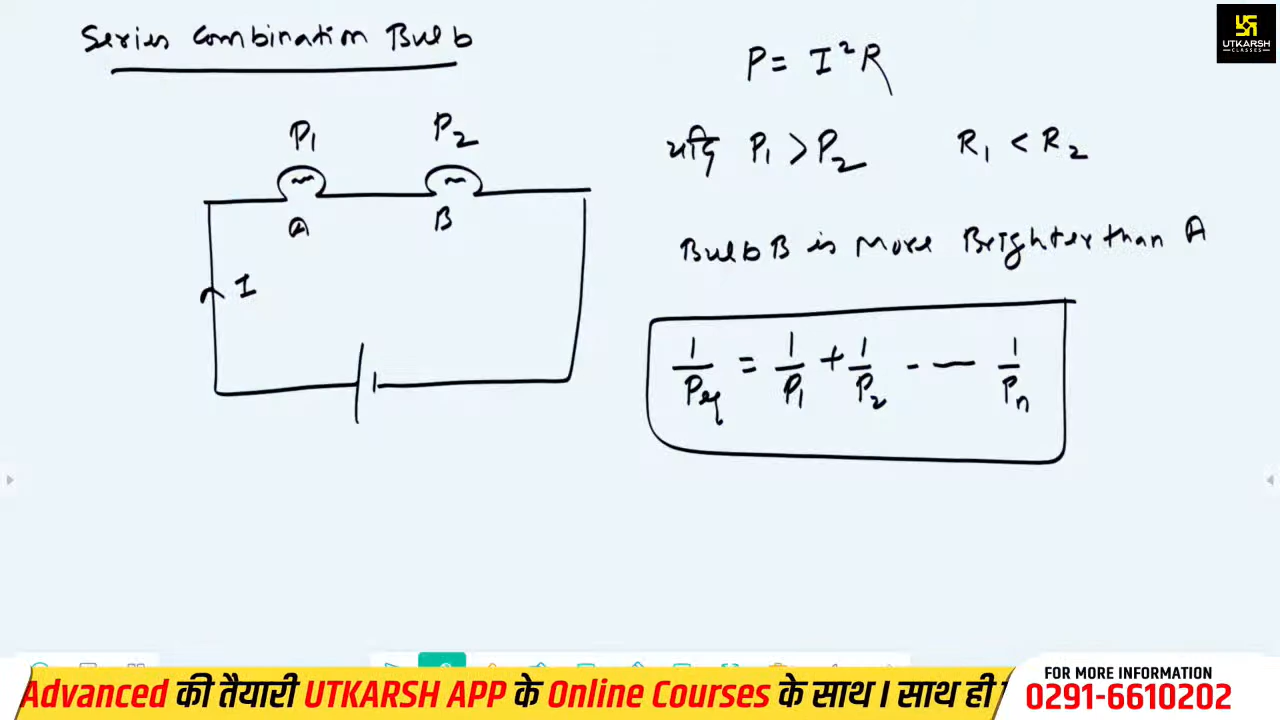 Series Combination Bulb
UTKARSH
CLASSES
P = I²R
P₁ P₂
यदि P₁ > P₂ R₁ < R₂
A B
Bulb B is More Brighter than A
I
1/Peq = 1/P₁ + 1/P₂ - — 1/Pn
Advanced की तैयारी UTKARSH APP के Online Courses के साथ I साथ ही
FOR MORE INFORMATION
0291-6610202